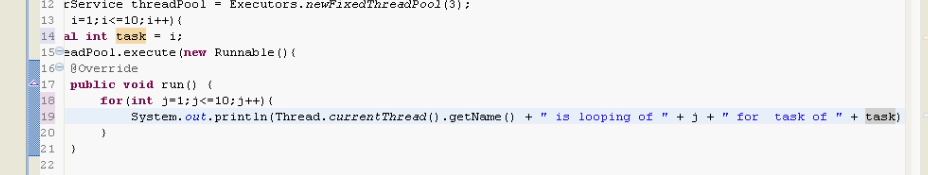 12 rService threadPool = Executors.newFixedThreadPool(3);
13 i=1;i<=10;i++){
14 al int task = i;
15 eadPool.execute(new Runnable(){
16 @Override
17 public void run() {
18 for(int j=1;j<=10;j++){
19 System.out.println(Thread.currentThread().getName() + " is looping of " + j + " for  task of " + task)
20 }
21 }
22